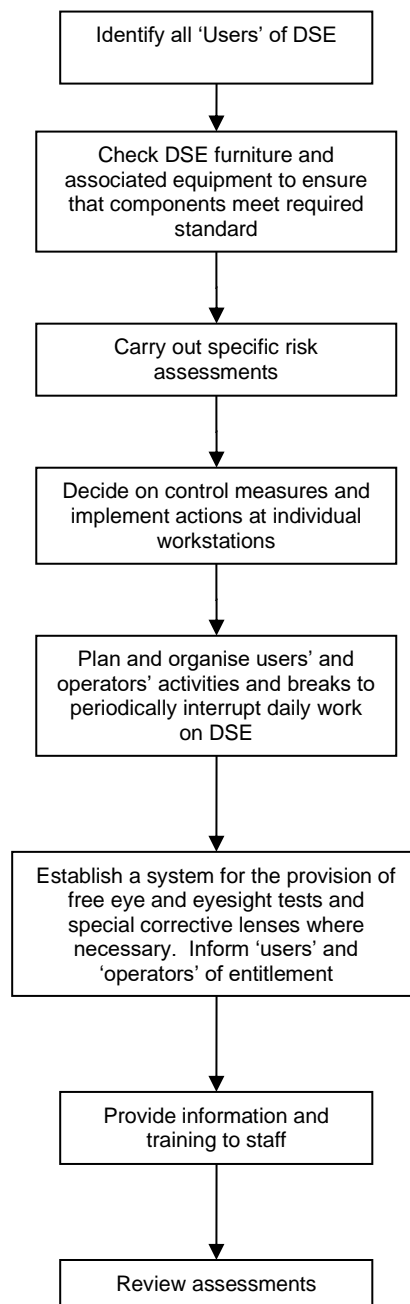 Identify all ‘Users’ of DSE
Check DSE furniture and
associated equipment to ensure
that components meet required
standard
Carry out specific risk
assessments
Decide on control measures and
implement actions at individual
workstations
Plan and organise users’ and
operators’ activities and breaks to
periodically interrupt daily work
on DSE
Establish a system for the provision of
free eye and eyesight tests and
special corrective lenses where
necessary.  Inform ‘users’ and
‘operators’ of entitlement
Provide information and
training to staff
Review assessments